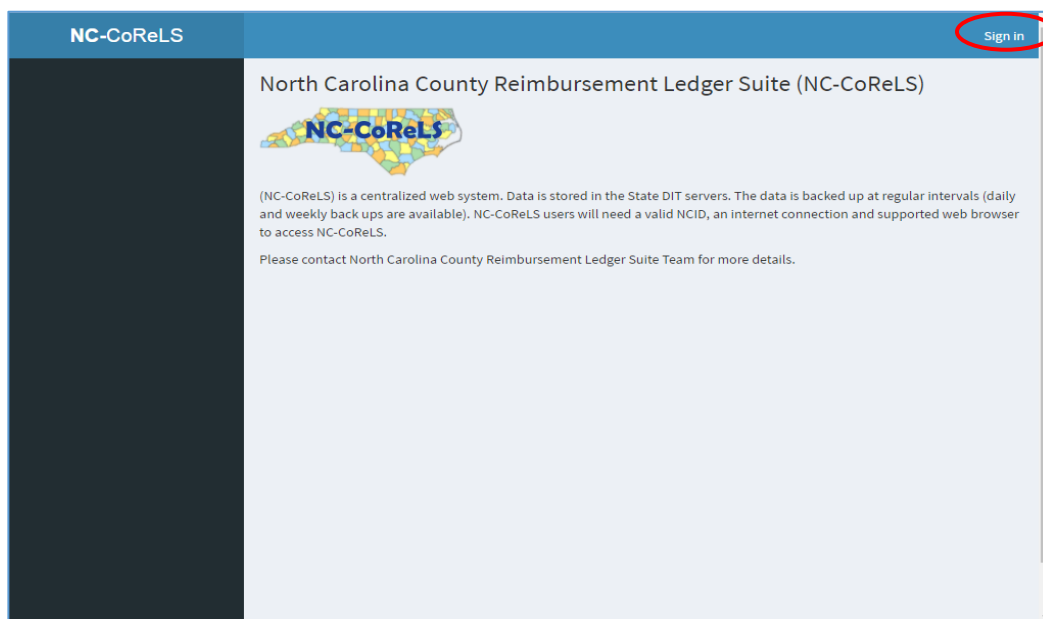 NC-CoReLS
Sign in
North Carolina County Reimbursement Ledger Suite (NC-CoReLS)
NC-CoReLS
(NC-CoReLS) is a centralized web system. Data is stored in the State DIT servers. The data is backed up at regular intervals (daily
and weekly back ups are available). NC-CoReLS users will need a valid NCID, an internet connection and supported web browser
to access NC-CoReLS.
Please contact North Carolina County Reimbursement Ledger Suite Team for more details.